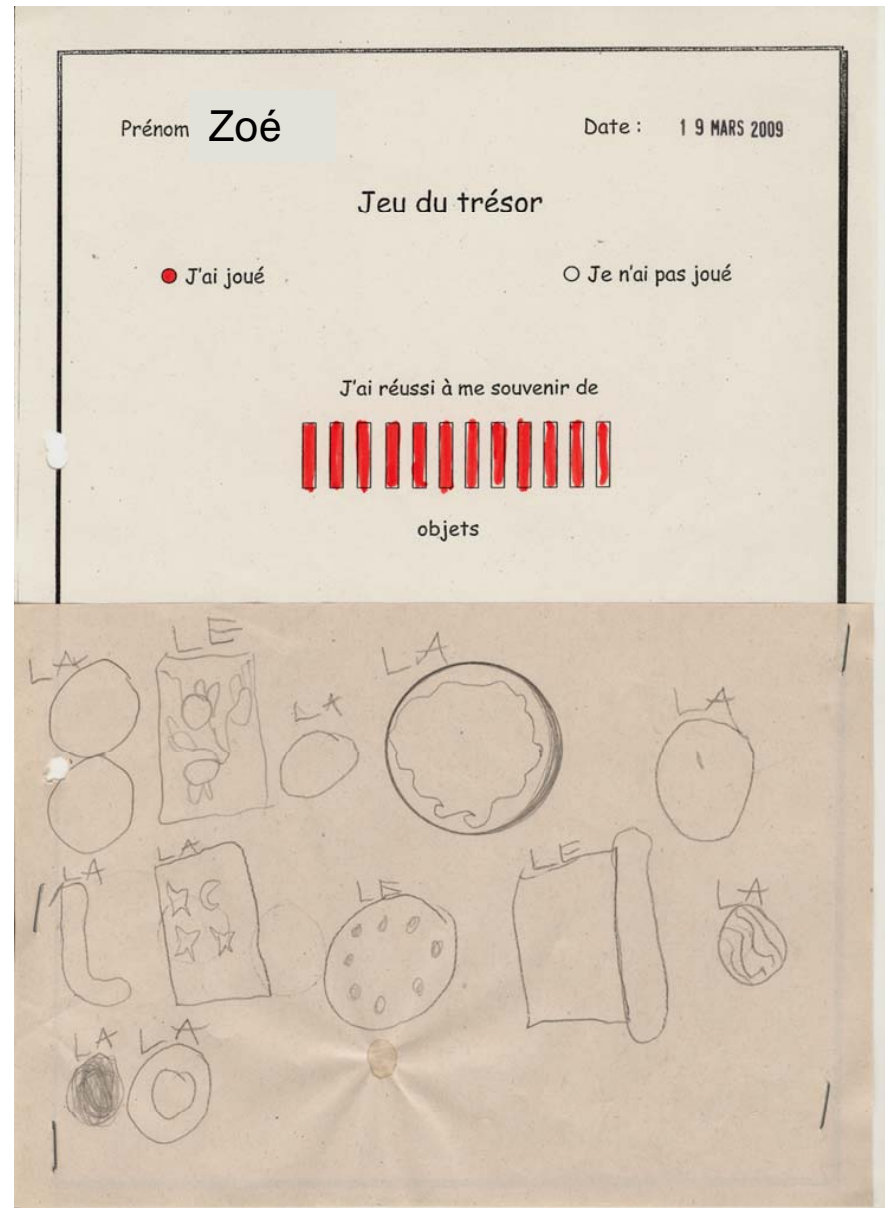 Prénom Zoé Date : 19 MARS 2009
Jeu du trésor
J'ai joué Je n'ai pas joué
J'ai réussi à me souvenir de
objets
LA LE LA LA LA
LA LA LE LE LA
LA LA